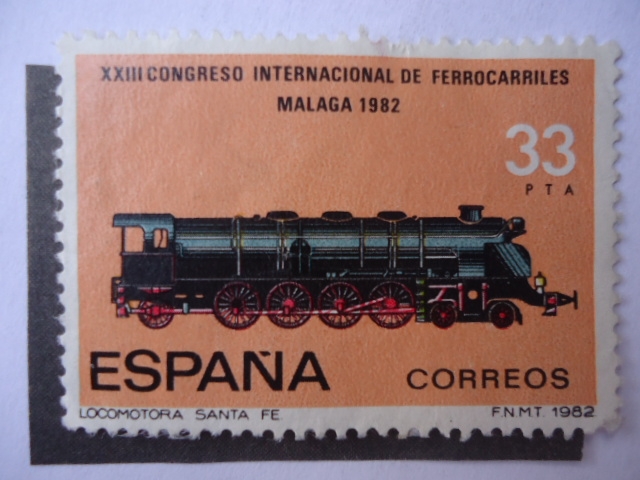 XXIII CONGRESO INTERNACIONAL DE FERROCARRILES
MALAGA 1982
33
PTA
ESPAÑA CORREOS
LOCOMOTORA SANTA FE F.N.M.T. 1982